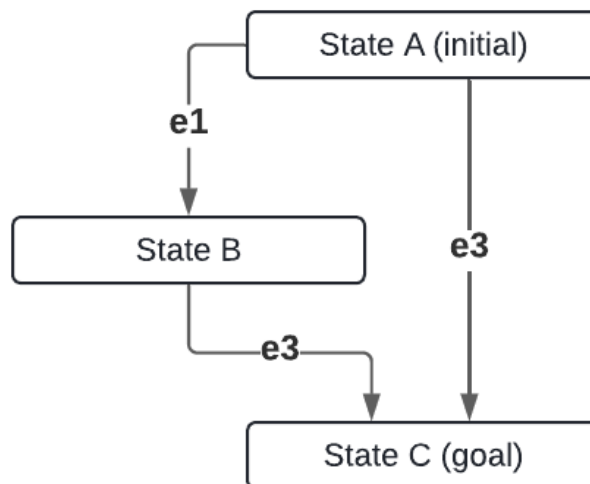 State A (initial)
e1
State B
e3
e3
State C (goal)